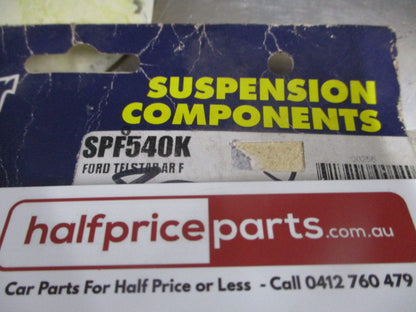 SUSPENSION
COMPONENTS
SPF540K
FORD TELSTAR AR F
halfpriceparts.com.au
Car Parts For Half Price or Less - Call 0412 760 479